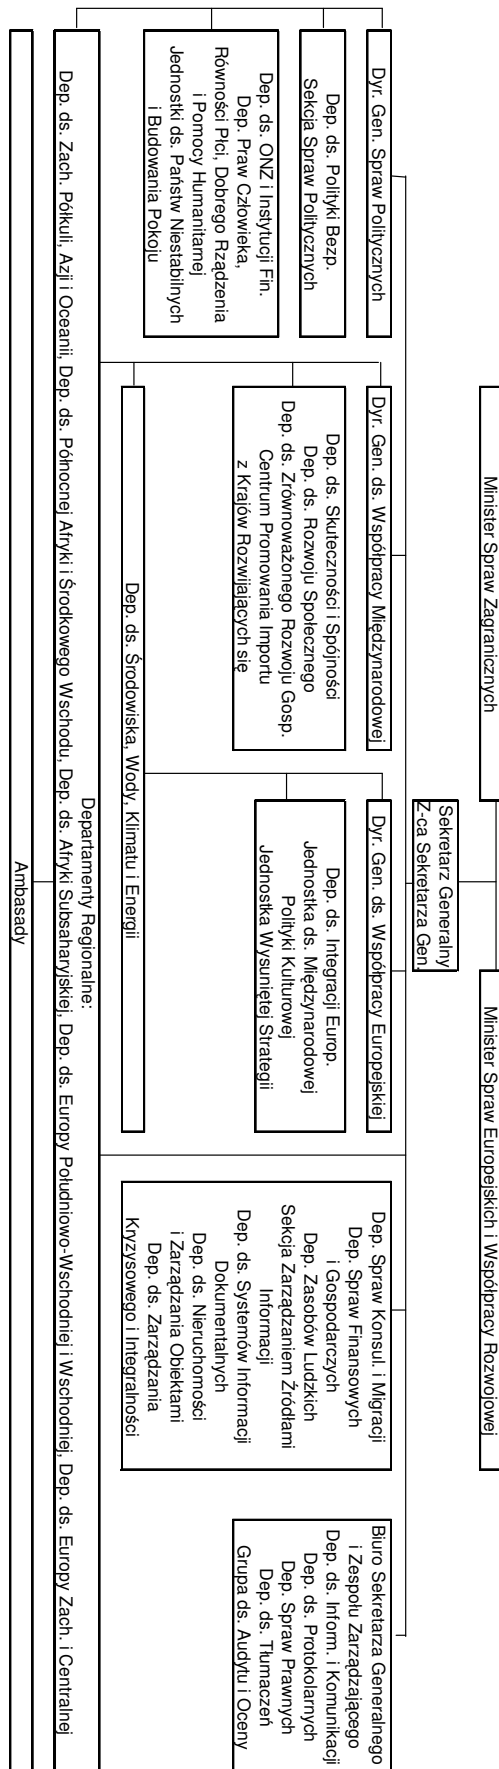 Minister Spraw Zagranicznych
Minister Spraw Europejskich i Współpracy Rozwojowej
Sekretarz Generalny
Z-ca Sekretarza Gen.
Dyr. Gen. Spraw Politycznych
Dep. ds. Polityki Bezp.
Sekcja Spraw Politycznych
Dep. ds. ONZ i Instytucji Fin.
Dep. Praw Człowieka,
Równości Płci, Dobrego Rządzenia
i Pomocy Humanitarnej
Jednostki ds. Państw Niestabilnych
i Budowania Pokoju
Dyr. Gen. ds. Współpracy Międzynarodowej
Dep. ds. Skuteczności i Spójności
Dep. ds. Rozwoju Społecznego
Dep. ds. Zrównoważonego Rozwoju Gosp.
Centrum Promowania Importu
z Krajów Rozwijających się
Dyr. Gen. ds. Współpracy Europejskiej
Dep. ds. Integracji Europ.
Jednostka ds. Międzynarodowej
Polityki Kulturowej
Jednostka Wysuniętej Strategii
Dep. ds. Środowiska, Wody, Klimatu i Energii
Dep. Spraw Konsul. i Migracji
Dep. Spraw Finansowych
i Gospodarczych
Dep. Zasobów Ludzkich
Sekcja Zarządzaniem Źródłami
Informacji
Dep. ds. Systemów Informacji
Dokumentalnych
Dep. ds. Nieruchomości
i Zarządzania Obiektami
Dep. ds. Zarządzania
Kryzysowego i Integralności
Biuro Sekretarza Generalnego
i Zespołu Zarządzającego
Dep. ds. Inform. i Komunikacji
Dep. ds. Protokolarnych
Dep. Spraw Prawnych
Dep. ds. Tłumaczeń
Grupa ds. Audytu i Oceny
Departamenty Regionalne:
Dep. ds. Zach. Półkuli, Azji i Oceanii, Dep. ds. Północnej Afryki i Środkowego Wschodu, Dep. ds. Afryki Subsaharyjskiej, Dep. ds. Europy Południowo-Wschodniej i Wschodniej, Dep. ds. Europy Zach. i Centralnej
Ambasady